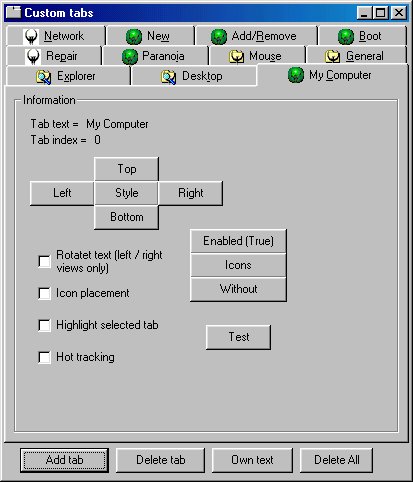 Custom tabs
Network New Add/Remove Boot
Repair Paranoia Mouse General
Explorer Desktop My Computer
Information
Tab text = My Computer
Tab index = 0
Top
Left Style Right
Bottom
Enabled (True)
Rotatet text (left / right
views only)
Icons
Icon placement
Without
Highlight selected tab
Test
Hot tracking
Add tab Delete tab Own text Delete All